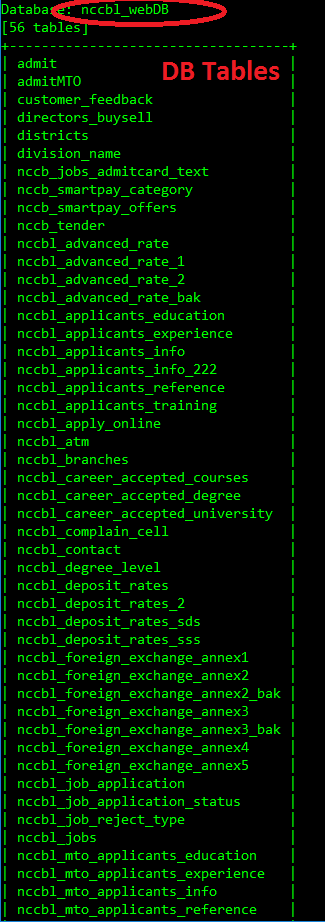 Database: nccbl_webDB
[56 tables]
+-----------------------------------+
DB Tables
| admit |
| admitMTO |
| customer_feedback |
| directors_buysell |
| districts |
| division_name |
| nccb_jobs_admitcard_text |
| nccb_smartpay_category |
| nccb_smartpay_offers |
| nccb_tender |
| nccbl_advanced_rate |
| nccbl_advanced_rate_1 |
| nccbl_advanced_rate_2 |
| nccbl_advanced_rate_bak |
| nccbl_applicants_education |
| nccbl_applicants_experience |
| nccbl_applicants_info |
| nccbl_applicants_info_222 |
| nccbl_applicants_reference |
| nccbl_applicants_training |
| nccbl_apply_online |
| nccbl_atm |
| nccbl_branches |
| nccbl_career_accepted_courses |
| nccbl_career_accepted_degree |
| nccbl_career_accepted_university |
| nccbl_complain_cell |
| nccbl_contact |
| nccbl_degree_level |
| nccbl_deposit_rates |
| nccbl_deposit_rates_2 |
| nccbl_deposit_rates_sds |
| nccbl_deposit_rates_sss |
| nccbl_foreign_exchange_annex1 |
| nccbl_foreign_exchange_annex2 |
| nccbl_foreign_exchange_annex2_bak |
| nccbl_foreign_exchange_annex3 |
| nccbl_foreign_exchange_annex3_bak |
| nccbl_foreign_exchange_annex4 |
| nccbl_foreign_exchange_annex5 |
| nccbl_job_application |
| nccbl_job_application_status |
| nccbl_job_reject_type |
| nccbl_jobs |
| nccbl_mto_applicants_education |
| nccbl_mto_applicants_experience |
| nccbl_mto_applicants_info |
| nccbl_mto_applicants_reference |